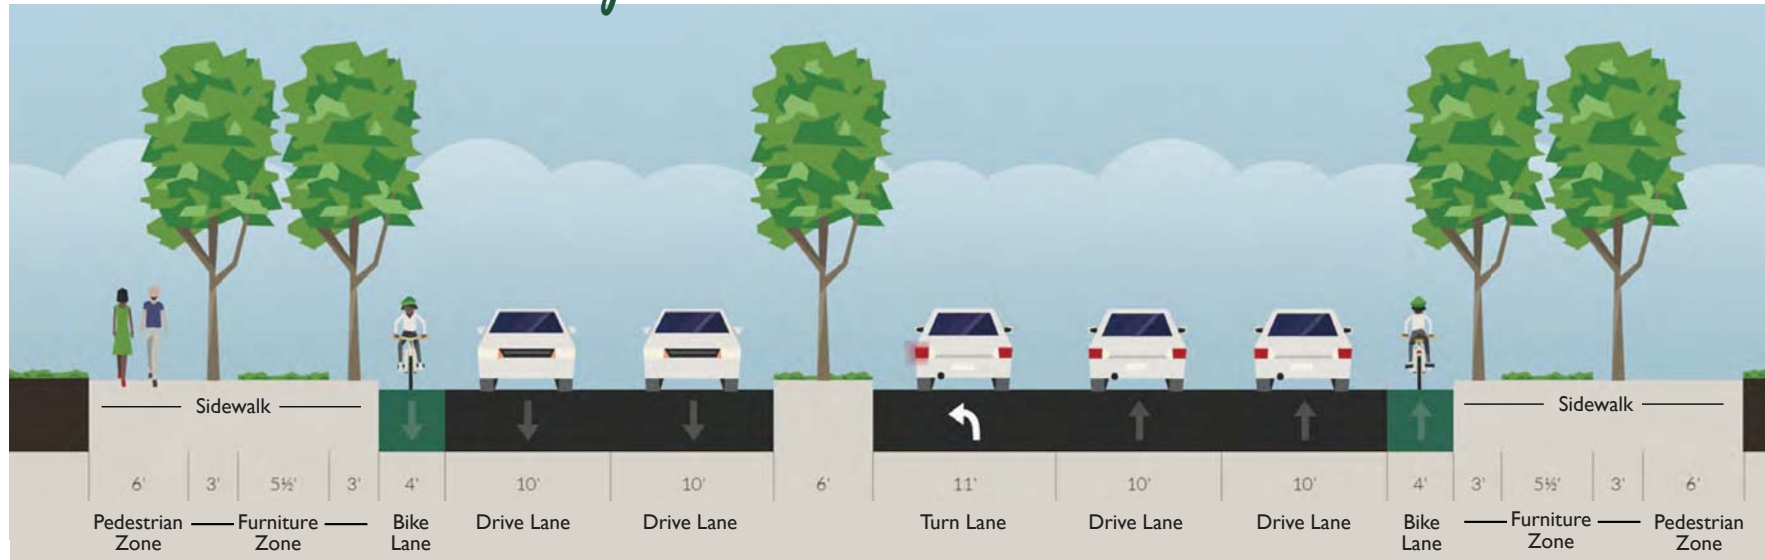 Sidewalk
Sidewalk
6' 3' 5½' 3' 4' 10' 10' 6' 11' 10' 10' 4' 3' 5½' 3' 6'
Pedestrian Zone
Furniture Zone
Bike Lane
Drive Lane
Drive Lane
Turn Lane
Drive Lane
Drive Lane
Bike Lane
Furniture Zone
Pedestrian Zone